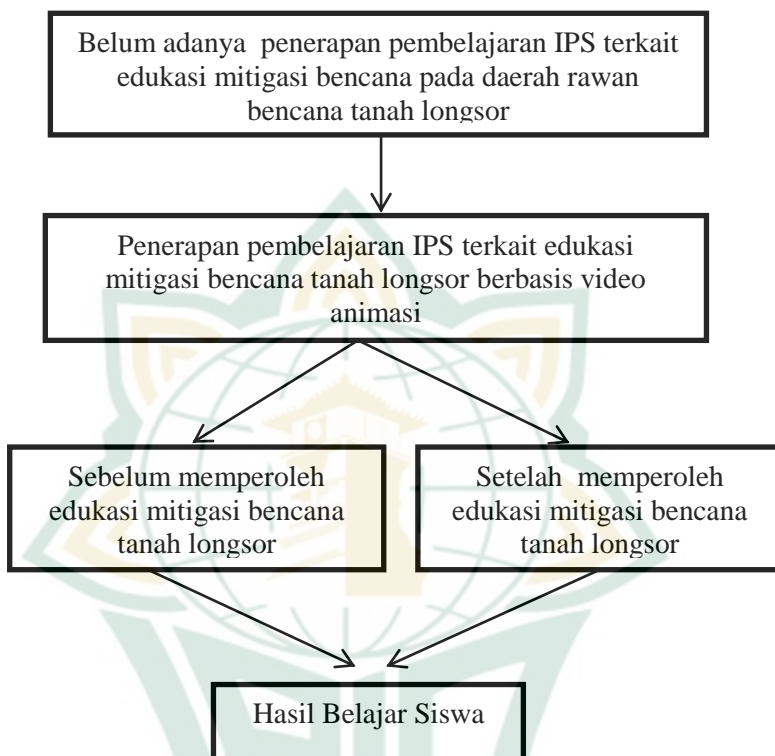 Belum adanya penerapan pembelajaran IPS terkait
edukasi mitigasi bencana pada daerah rawan
bencana tanah longsor
Penerapan pembelajaran IPS terkait edukasi
mitigasi bencana tanah longsor berbasis video
animasi
Sebelum memperoleh
edukasi mitigasi bencana
tanah longsor
Setelah memperoleh
edukasi mitigasi bencana
tanah longsor
Hasil Belajar Siswa